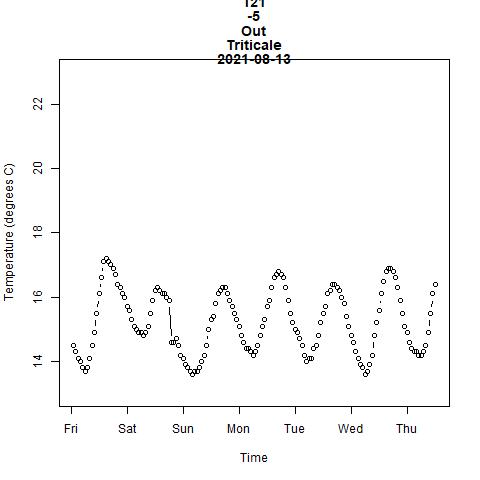 121
-5
Out
Triticale
2021-08-13
Temperature (degrees C)
22
20
18
16
14
Fri Sat Sun Mon Tue Wed Thu
Time